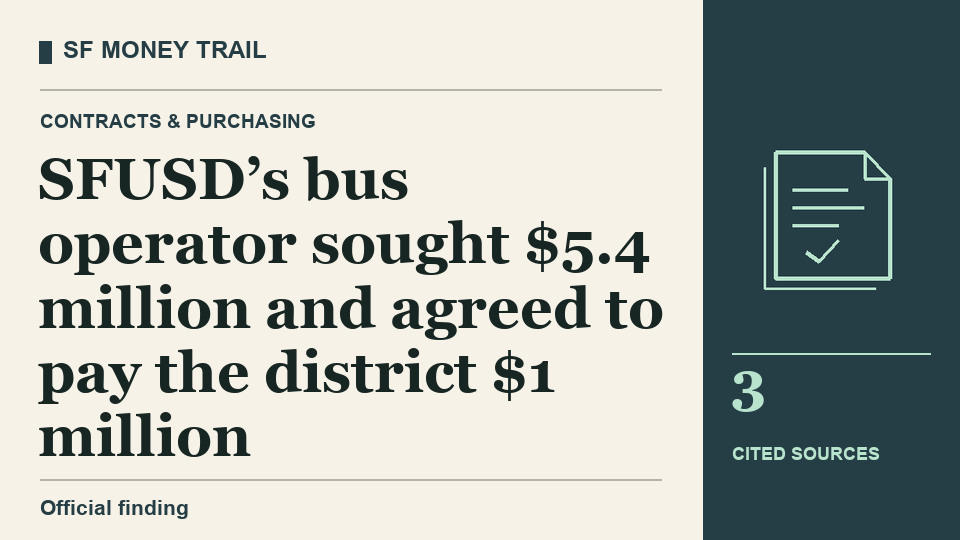 SF MONEY TRAIL
CONTRACTS & PURCHASING
SFUSD’s bus
operator sought $5.4
million and agreed to
pay the district $1
million
Official finding
3
CITED SOURCES